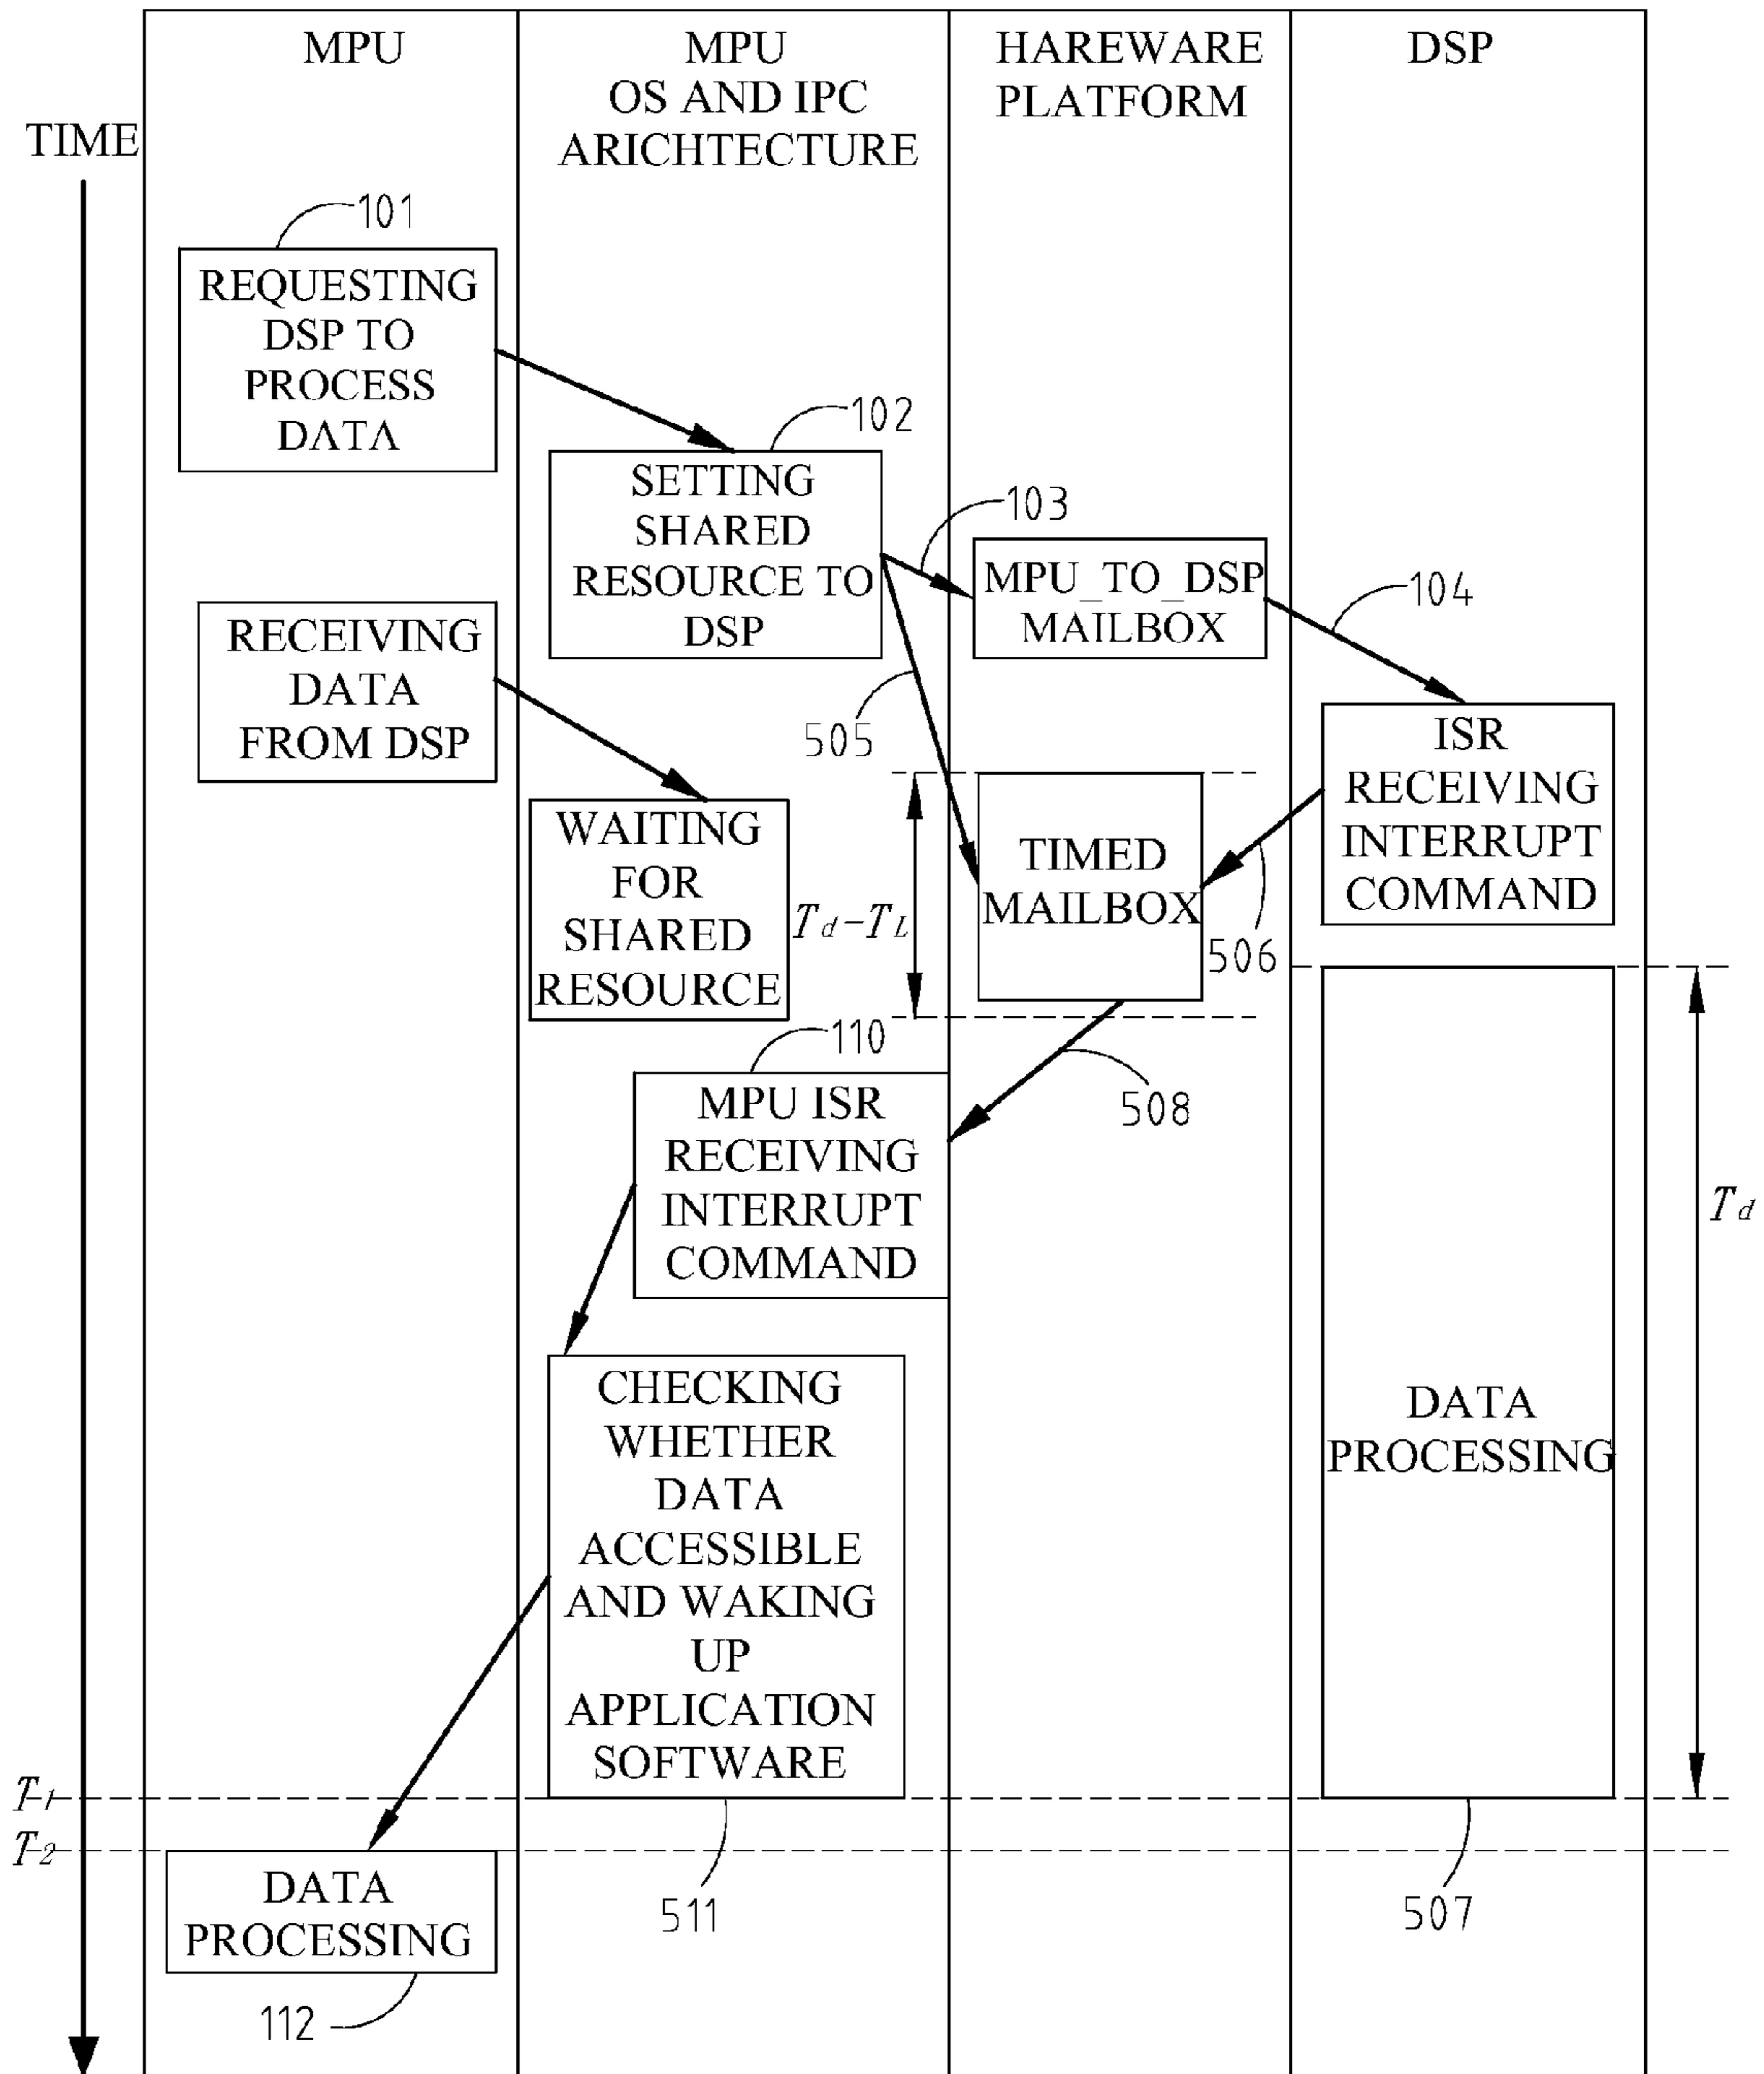 MPU
MPU
OS AND IPC
ARICHTECTURE
HAREWARE
PLATFORM
DSP
TIME
101
REQUESTING
DSP TO
PROCESS
DATA
102
SETTING
SHARED
RESOURCE TO
DSP
103
MPU_TO_DSP
MAILBOX
104
RECEIVING
DATA
FROM DSP
505
ISR
RECEIVING
INTERRUPT
COMMAND
WAITING
FOR
SHARED
RESOURCE
Td-TL
TIMED
MAILBOX
506
110
MPU ISR
RECEIVING
INTERRUPT
COMMAND
508
Td
CHECKING
WHETHER
DATA
ACCESSIBLE
AND WAKING
UP
APPLICATION
SOFTWARE
DATA
PROCESSING
T1
T2
511
507
DATA
PROCESSING
112